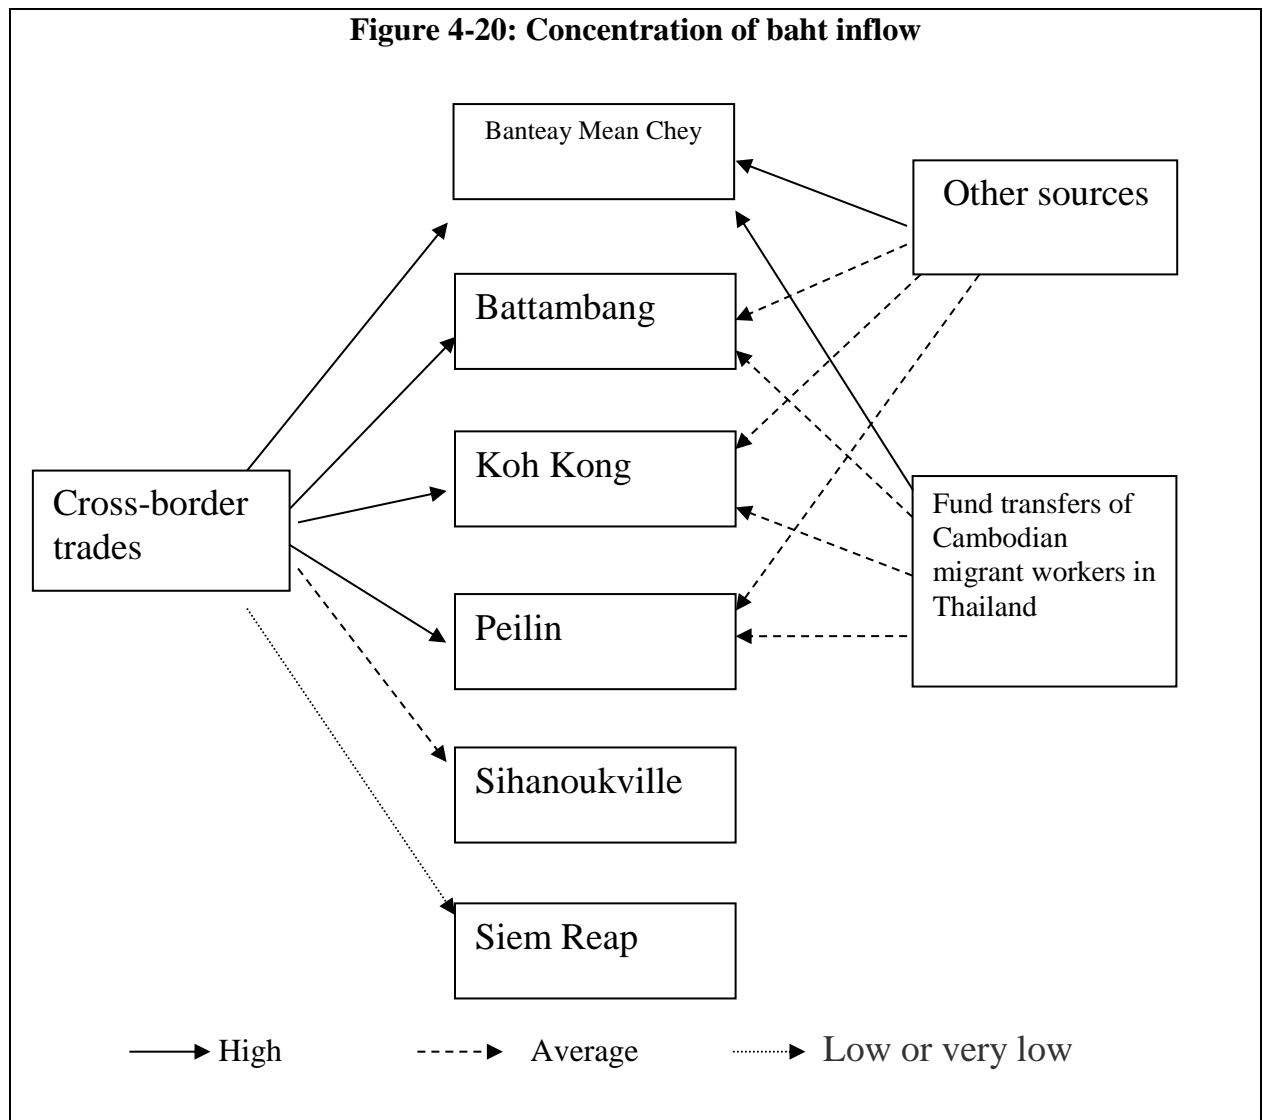 Figure 4-20: Concentration of baht inflow
Banteay Mean Chey
Other sources
Battambang
Koh Kong
Cross-border
trades
Fund transfers of
Cambodian
migrant workers in
Thailand
Peilin
Sihanoukville
Siem Reap
High
Average
Low or very low